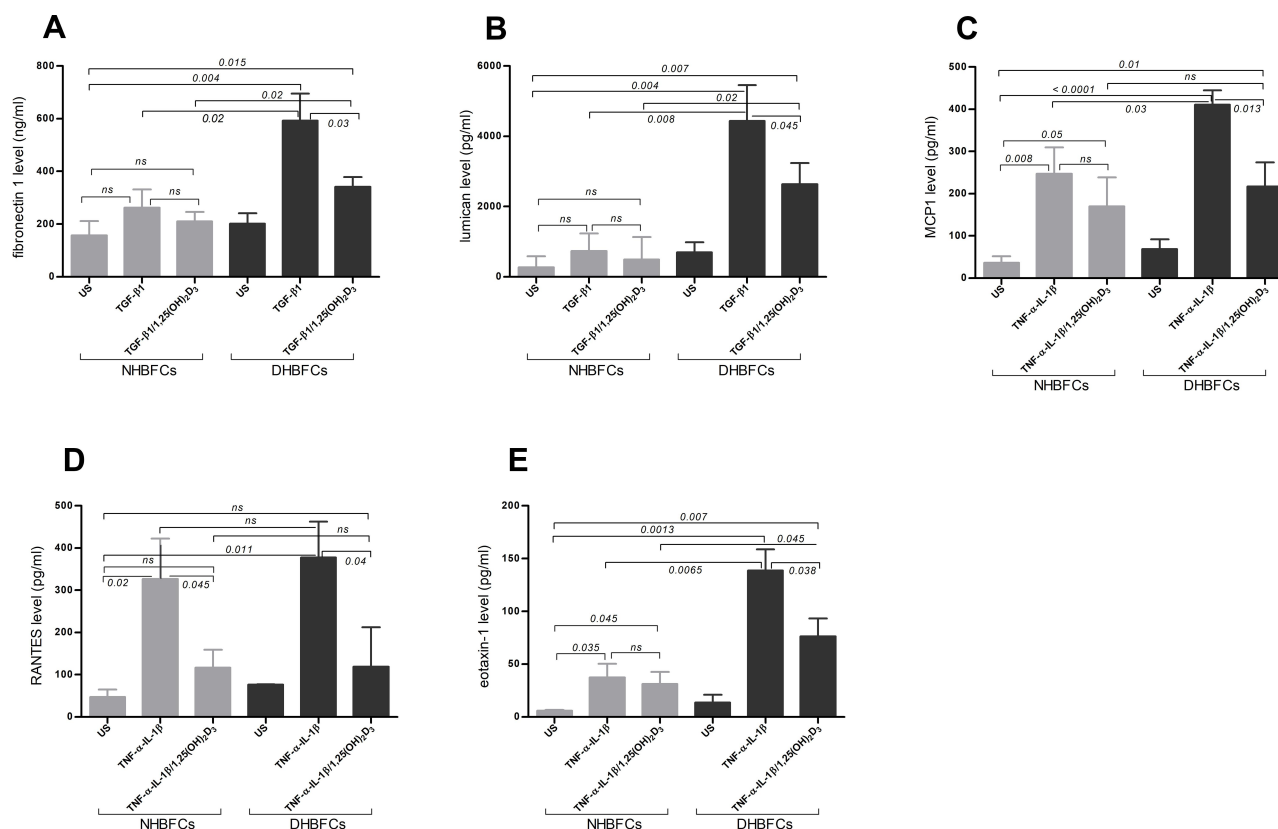 A
fibronectin 1 level (ng/ml)
800
600
400
200
0
0.015
0.004
0.02
0.02
0.03
ns
ns
ns
US
TGF-β1
TGF-β1/1,25(OH)₂D₃
US
TGF-β1
TGF-β1/1,25(OH)₂D₃
NHBFCs
DHBFCs
B
lumican level (pg/ml)
6000
4000
2000
0
0.007
0.004
0.02
0.008
0.045
ns
ns
ns
US
TGF-β1
TGF-β1/1,25(OH)₂D₃
US
TGF-β1
TGF-β1/1,25(OH)₂D₃
NHBFCs
DHBFCs
C
MCP1 level (pg/ml)
500
400
300
200
100
0
0.01
ns
< 0.0001
0.03
0.013
0.05
0.008
ns
US
TNF-α-IL-1β
TNF-α-IL-1β/1,25(OH)₂D₃
US
TNF-α-IL-1β
TNF-α-IL-1β/1,25(OH)₂D₃
NHBFCs
DHBFCs
D
RANTES level (pg/ml)
500
400
300
200
100
0
ns
ns
ns
0.011
0.04
ns
0.02
0.045
US
TNF-α-IL-1β
TNF-α-IL-1β/1,25(OH)₂D₃
US
TNF-α-IL-1β
TNF-α-IL-1β/1,25(OH)₂D₃
NHBFCs
DHBFCs
E
eotaxin-1 level (pg/ml)
200
150
100
50
0
0.007
0.0013
0.045
0.0065
0.038
0.045
0.035
ns
US
TNF-α-IL-1β
TNF-α-IL-1β/1,25(OH)₂D₃
US
TNF-α-IL-1β
TNF-α-IL-1β/1,25(OH)₂D₃
NHBFCs
DHBFCs